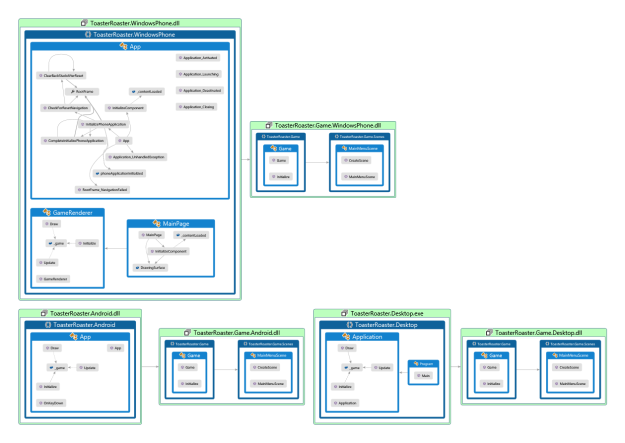 ToasterRoaster.WindowsPhone.dll
ToasterRoaster.WindowsPhone
App
Application_Activated
ClearBackStackAfterReset
Application_Launching
RootFrame
_contentLoaded
Application_Deactivated
CheckForResetNavigation
InitializeComponent
Application_Closing
InitializePhoneApplication
CompleteInitializePhoneApplication
App
Application_UnhandledException
phoneApplicationInitialized
RootFrame_NavigationFailed
GameRenderer
Draw
_game
Initialize
Update
GameRenderer
MainPage
MainPage
_contentLoaded
InitializeComponent
DrawingSurface
ToasterRoaster.Game.WindowsPhone.dll
ToasterRoaster.Game
ToasterRoaster.Game.Scenes
Game
MainMenuScene
Game
CreateScene
Initialize
MainMenuScene
ToasterRoaster.Android.dll
ToasterRoaster.Android
App
Draw
App
_game
Update
Initialize
OnKeyDown
ToasterRoaster.Game.Android.dll
ToasterRoaster.Game
ToasterRoaster.Game.Scenes
Game
MainMenuScene
Game
CreateScene
Initialize
MainMenuScene
ToasterRoaster.Desktop.exe
ToasterRoaster.Desktop
Application
Draw
_game
Update
Initialize
Application
Program
Main
ToasterRoaster.Game.Desktop.dll
ToasterRoaster.Game
ToasterRoaster.Game.Scenes
Game
MainMenuScene
Game
CreateScene
Initialize
MainMenuScene